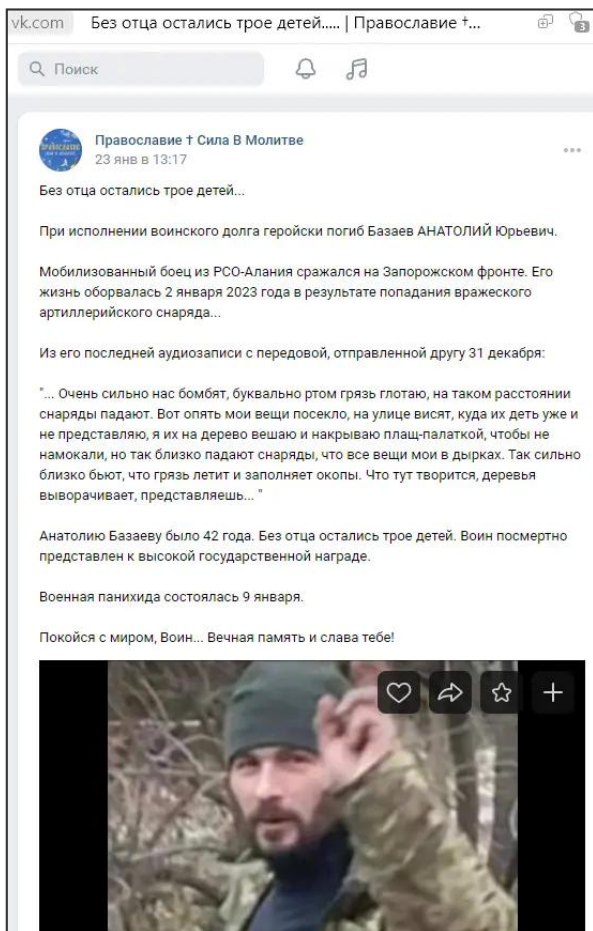 vk.com Без отца остались трое детей..... | Православие †...
3
Поиск
Православие † Сила В Молитве
23 янв в 13:17
Без отца остались трое детей...
При исполнении воинского долга геройски погиб Базаев АНАТОЛИЙ Юрьевич.
Мобилизованный боец из РСО-Алания сражался на Запорожском фронте. Его
жизнь оборвалась 2 января 2023 года в результате попадания вражеского
артиллерийского снаряда...
Из его последней аудиозаписи с передовой, отправленной другу 31 декабря:
"... Очень сильно нас бомбят, буквально ртом грязь глотаю, на таком расстоянии
снаряды падают. Вот опять мои вещи посекло, на улице висят, куда их деть уже и
не представляю, я их на дерево вешаю и накрываю плащ-палаткой, чтобы не
намокали, но так близко падают снаряды, что все вещи мои в дырках. Так сильно
близко бьют, что грязь летит и заполняет окопы. Что тут творится, деревья
выворачивает, представляешь... "
Анатолию Базаеву было 42 года. Без отца остались трое детей. Воин посмертно
представлен к высокой государственной награде.
Военная панихида состоялась 9 января.
Покойся с миром, Воин... Вечная память и слава тебе!